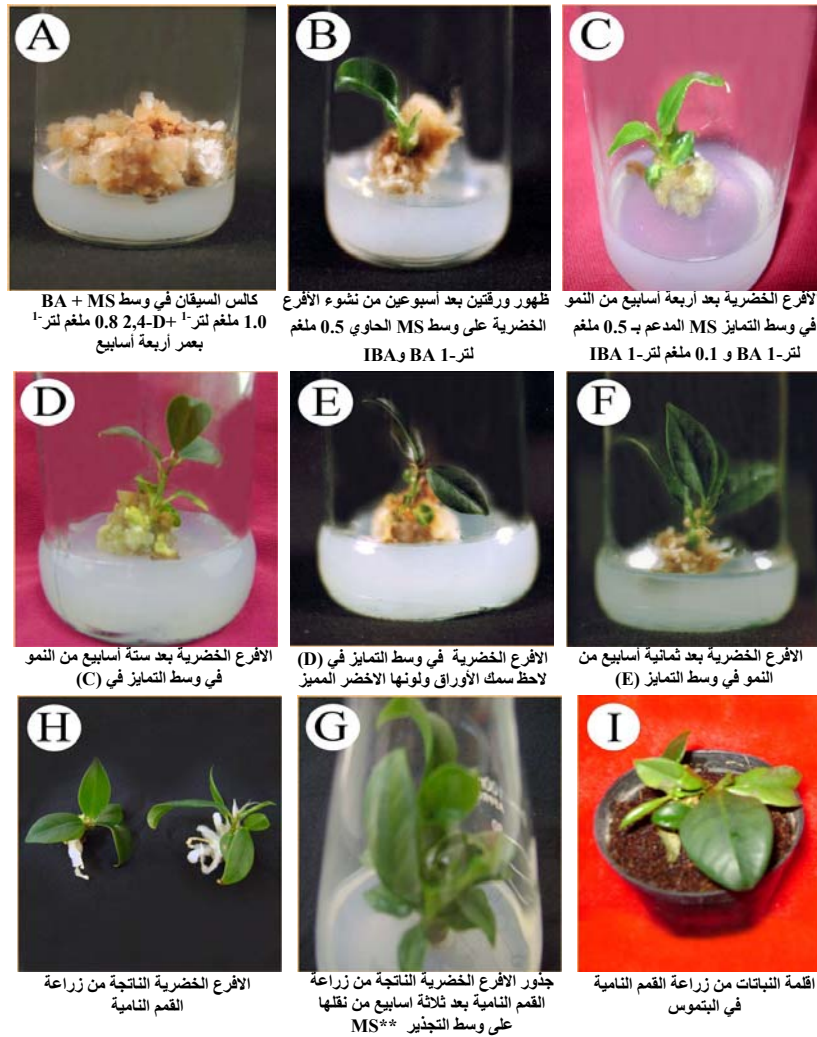 A
B
C
كالس السيقان في وسط BA + MS
1.0 ملغم لتر-1 +2,4-D 0.8 ملغم لتر-1
بعمر أربعة أسابيع
ظهور ورقتين بعد أسبوعين من نشوء الأفرع
الخضرية على وسط MS الحاوي 0.5 ملغم
لتر-1 BA وIBA
لأفرع الخضرية بعد أربعة أسابيع من النمو
في وسط التمايز MS المدعم بـ 0.5 ملغم
لتر-1 BA و 0.1 ملغم لتر-1 IBA
D
E
F
الافرع الخضرية بعد ستة أسابيع من النمو
في وسط التمايز في (C)
الافرع الخضرية في وسط التمايز في (D)
لاحظ سمك الأوراق ولونها الاخضر المميز
الافرع الخضرية بعد ثمانية أسابيع من
النمو في وسط التمايز (E)
H
G
I
الافرع الخضرية الناتجة من زراعة
القمم النامية
جذور الافرع الخضرية الناتجة من زراعة
القمم النامية بعد ثلاثة اسابيع من نقلها
على وسط التجذير MS**
اقلمة النباتات من زراعة القمم النامية
في البتموس